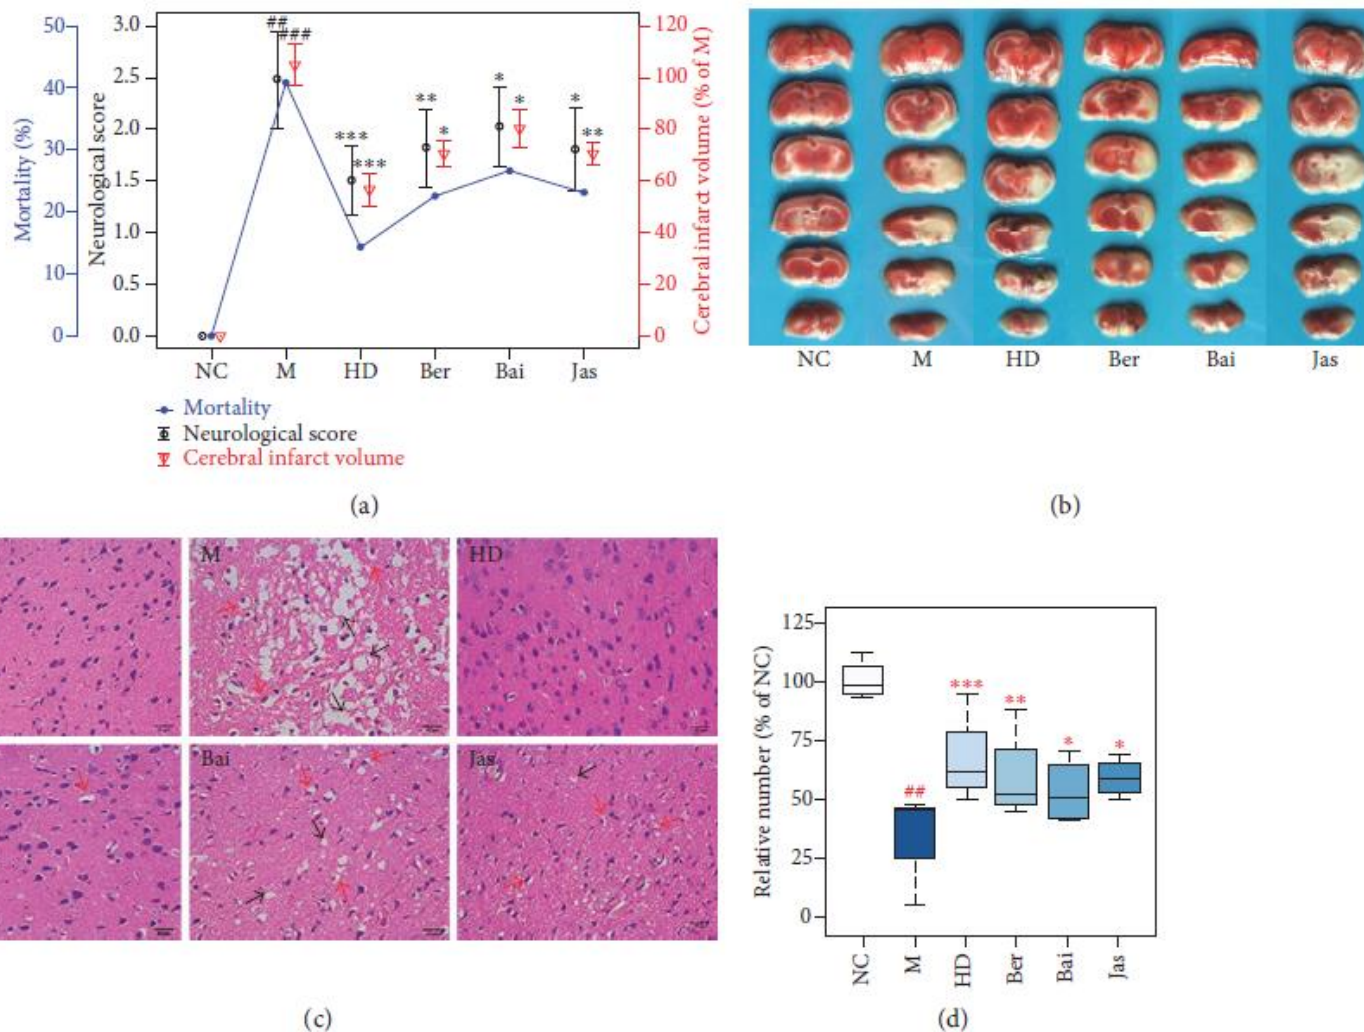 Mortality (%)
50
40
30
20
10
0
Neurological score
3.0
2.5
2.0
1.5
1.0
0.5
0.0
##
###
***
***
**
*
*
*
*
**
120
100
80
60
40
20
0
Cerebral infarct volume (% of M)
NC M HD Ber Bai Jas
Mortality
Neurological score
Cerebral infarct volume
(a)
NC M HD Ber Bai Jas
(b)
M
HD
Bai
Jas
(c)
Relative number (% of NC)
125
100
75
50
25
0
##
***
**
*
*
NC M HD Ber Bai Jas
(d)